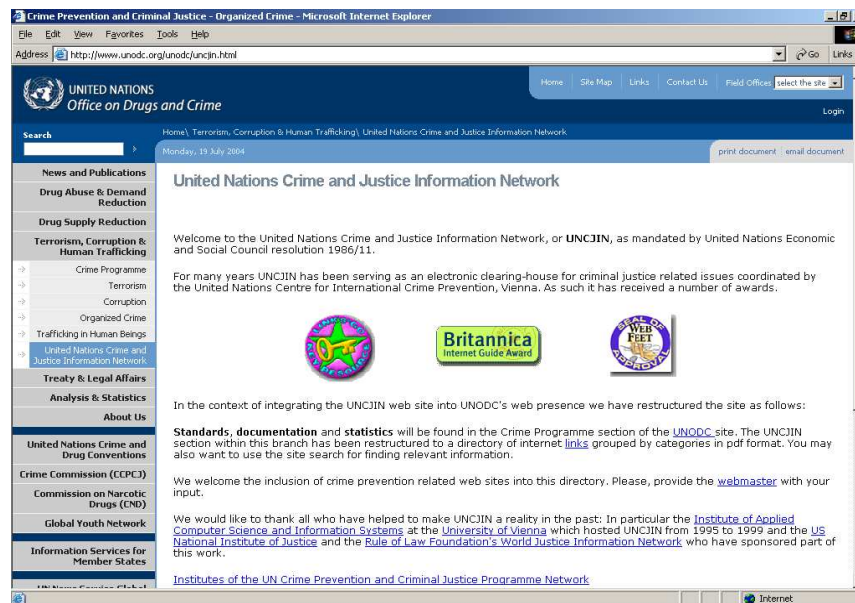 Crime Prevention and Criminal Justice - Organized Crime - Microsoft Internet Explorer
File Edit View Favorites Tools Help
Address http://www.unodc.org/unodc/uncjin.html Go Links
UNITED NATIONS
Office on Drugs and Crime
Home Site Map Links Contact Us Field Offices select the site
Login
Search
Home\ Terrorism, Corruption & Human Trafficking\ United Nations Crime and Justice Information Network
Monday, 19 July 2004
print document email document
News and Publications
Drug Abuse & Demand
Reduction
Drug Supply Reduction
Terrorism, Corruption &
Human Trafficking
Crime Programme
Terrorism
Corruption
Organized Crime
Trafficking in Human Beings
United Nations Crime and
Justice Information Network
Treaty & Legal Affairs
Analysis & Statistics
About Us
United Nations Crime and
Drug Conventions
Crime Commission (CCPCJ)
Commission on Narcotic
Drugs (CND)
Global Youth Network
Information Services for
Member States
UN News Service Global
United Nations Crime and Justice Information Network
Welcome to the United Nations Crime and Justice Information Network, or UNCJIN, as mandated by United Nations Economic
and Social Council resolution 1986/11.
For many years UNCJIN has been serving as an electronic clearing-house for criminal justice related issues coordinated by
the United Nations Centre for International Crime Prevention, Vienna. As such it has received a number of awards.
Britannica
Internet Guide Award
SEAL OF
WEB
FEET
APPROVAL
In the context of integrating the UNCJIN web site into UNODC's web presence we have restructured the site as follows:
Standards, documentation and statistics will be found in the Crime Programme section of the UNODC site. The UNCJIN
section within this branch has been restructured to a directory of internet links grouped by categories in pdf format. You may
also want to use the site search for finding relevant information.
We welcome the inclusion of crime prevention related web sites into this directory. Please, provide the webmaster with your
input.
We would like to thank all who have helped to make UNCJIN a reality in the past: In particular the Institute of Applied
Computer Science and Information Systems at the University of Vienna which hosted UNCJIN from 1995 to 1999 and the US
National Institute of Justice and the Rule of Law Foundation's World Justice Information Network who have sponsored part of
this work.
Institutes of the UN Crime Prevention and Criminal Justice Programme Network
Internet